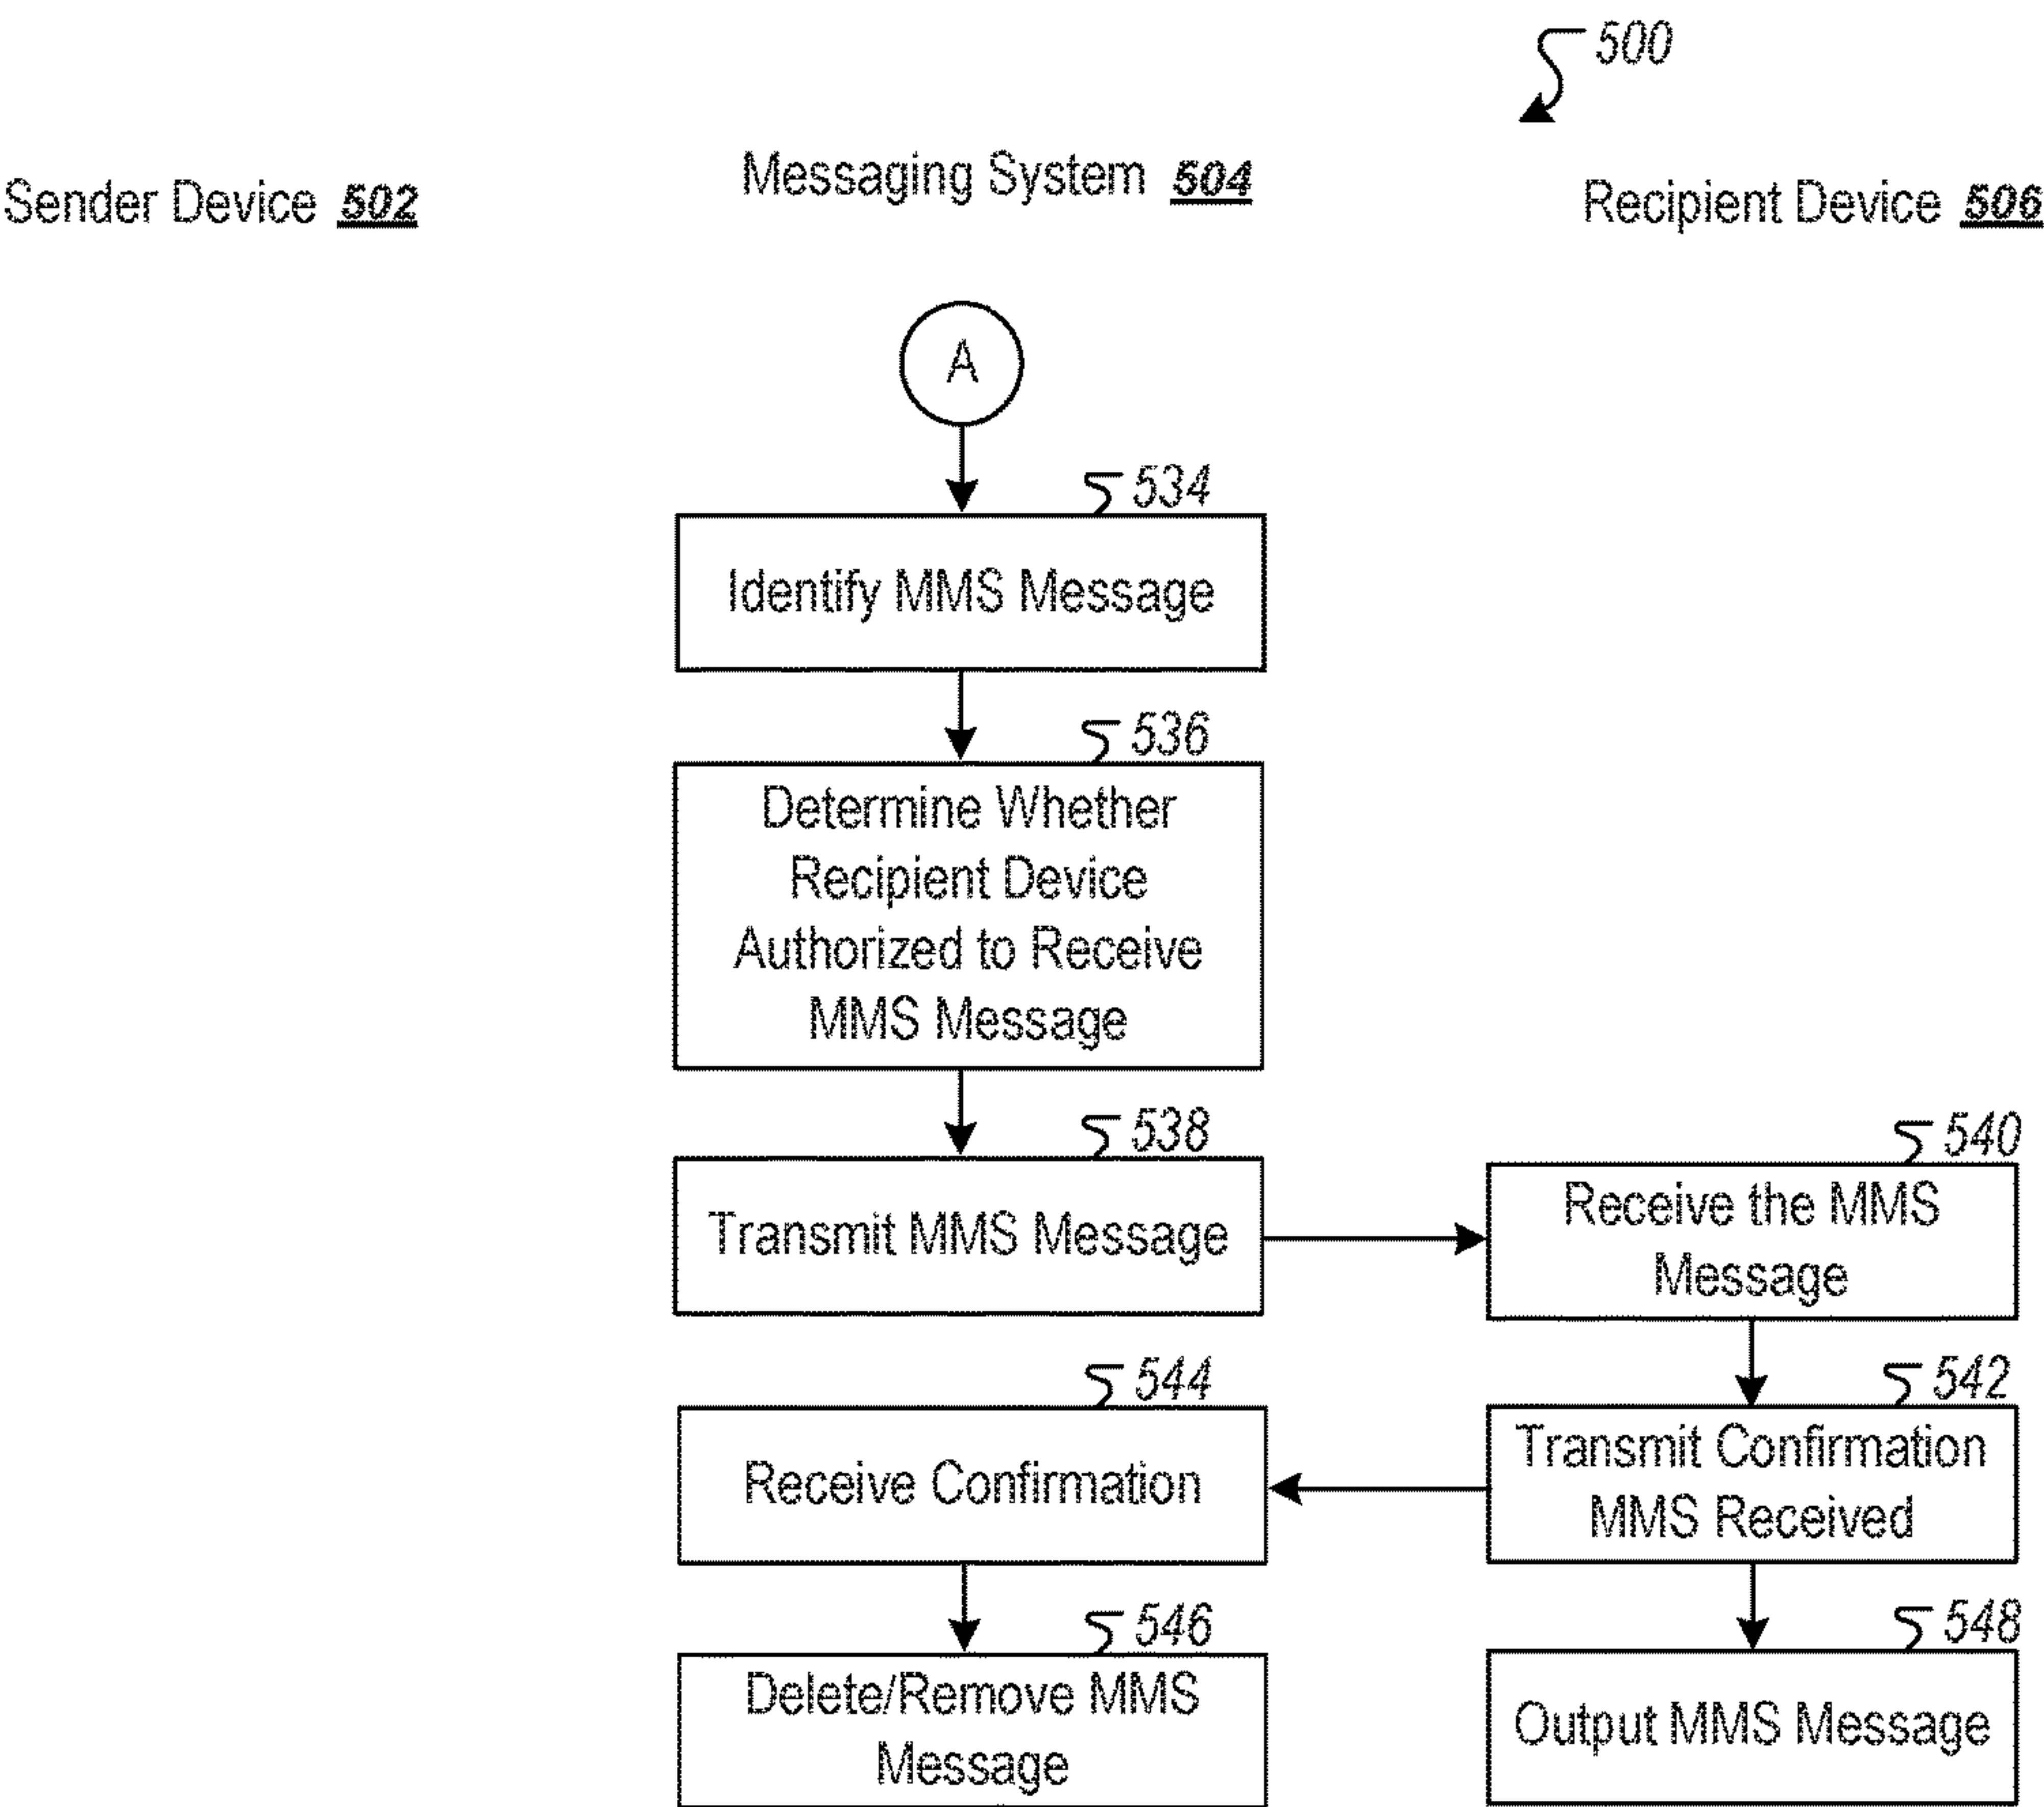 500
Sender Device 502
Messaging System 504
Recipient Device 506
A
534
Identify MMS Message
536
Determine Whether
Recipient Device
Authorized to Receive
MMS Message
538
Transmit MMS Message
540
Receive the MMS
Message
542
Transmit Confirmation
MMS Received
544
Receive Confirmation
546
Delete/Remove MMS
Message
548
Output MMS Message